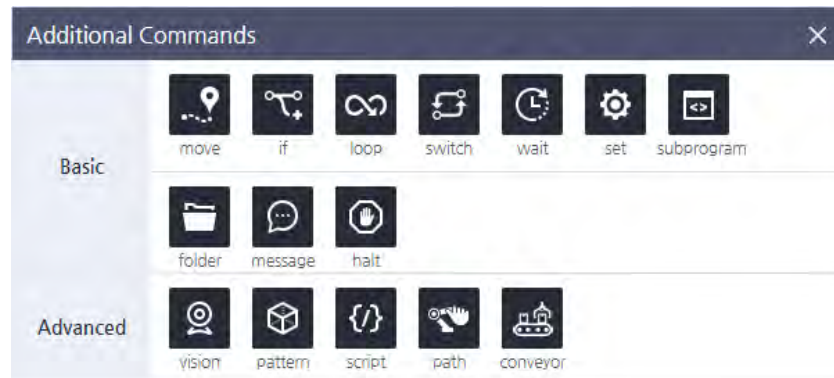 Additional Commands
move if loop switch wait set subprogram
Basic
folder message halt
Advanced
vision pattern script path conveyor